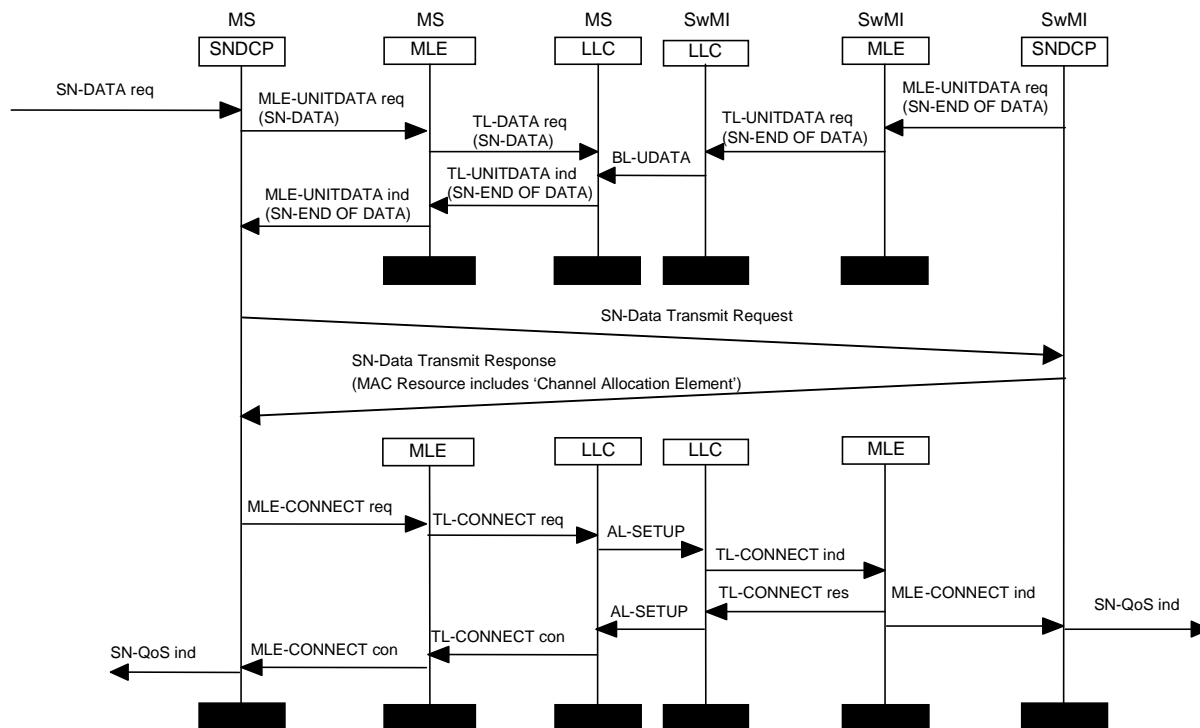 MS MS MS SwMI SwMI SwMI
SNDCP MLE LLC LLC MLE SNDCP
SN-DATA req
MLE-UNITDATA req
(SN-DATA)
TL-DATA req
(SN-DATA)
TL-UNITDATA req
(SN-END OF DATA)
MLE-UNITDATA req
(SN-END OF DATA)
BL-UDATA
TL-UNITDATA ind
(SN-END OF DATA)
MLE-UNITDATA ind
(SN-END OF DATA)
SN-Data Transmit Request
SN-Data Transmit Response
(MAC Resource includes ‘Channel Allocation Element’)
MLE LLC LLC MLE
MLE-CONNECT req
TL-CONNECT req
AL-SETUP
TL-CONNECT ind
TL-CONNECT res
MLE-CONNECT ind
SN-QoS ind
AL-SETUP
TL-CONNECT con
MLE-CONNECT con
SN-QoS ind